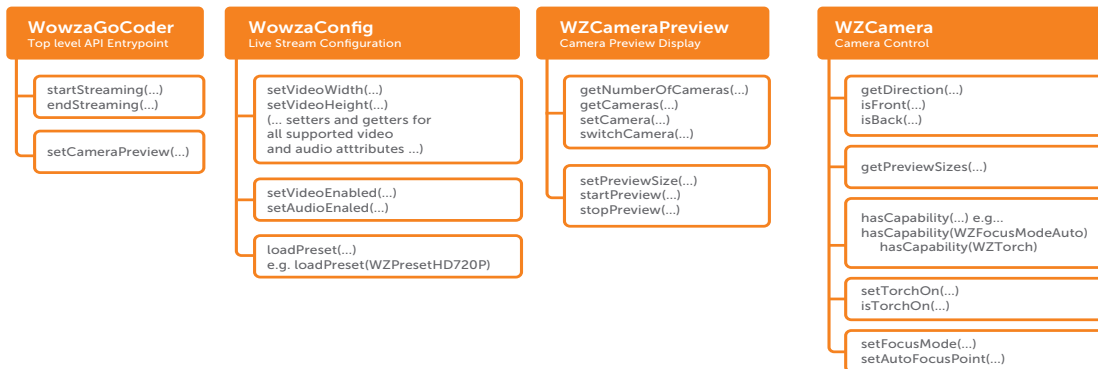 WowzaGoCoder
Top level API Entrypoint
startStreaming(...)
endStreaming(...)
setCameraPreview(...)
WowzaConfig
Live Stream Configuration
setVideoWidth(...)
setVideoHeight(...)
(... setters and getters for
all supported video
and audio atttributes ...)
setVideoEnabled(...)
setAudioEnaled(...)
loadPreset(...)
e.g. loadPreset(WZPresetHD720P)
WZCameraPreview
Camera Preview Display
getNumberOfCameras(...)
getCameras(...)
setCamera(...)
switchCamera(...)
setPreviewSize(...)
startPreview(...)
stopPreview(...)
WZCamera
Camera Control
getDirection(...)
isFront(...)
isBack(...)
getPreviewSizes(...)
hasCapability(...) e.g...
hasCapability(WZFocusModeAuto)
hasCapability(WZTorch)
setTorchOn(...)
isTorchOn(...)
setFocusMode(...)
setAutoFocusPoint(...)